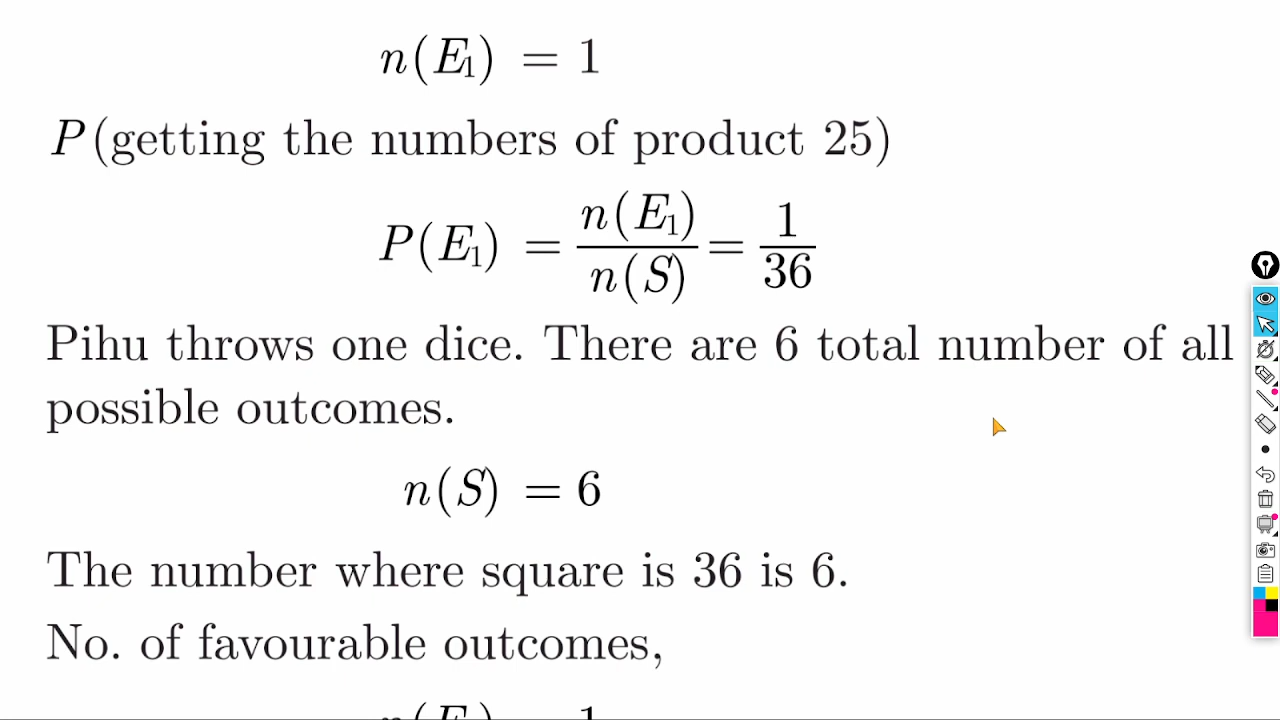 n(E₁) = 1
P(getting the numbers of product 25)
P(E₁) = n(E₁)/n(S) = 1/36
Pihu throws one dice. There are 6 total number of all
possible outcomes.
n(S) = 6
The number where square is 36 is 6.
No. of favourable outcomes,